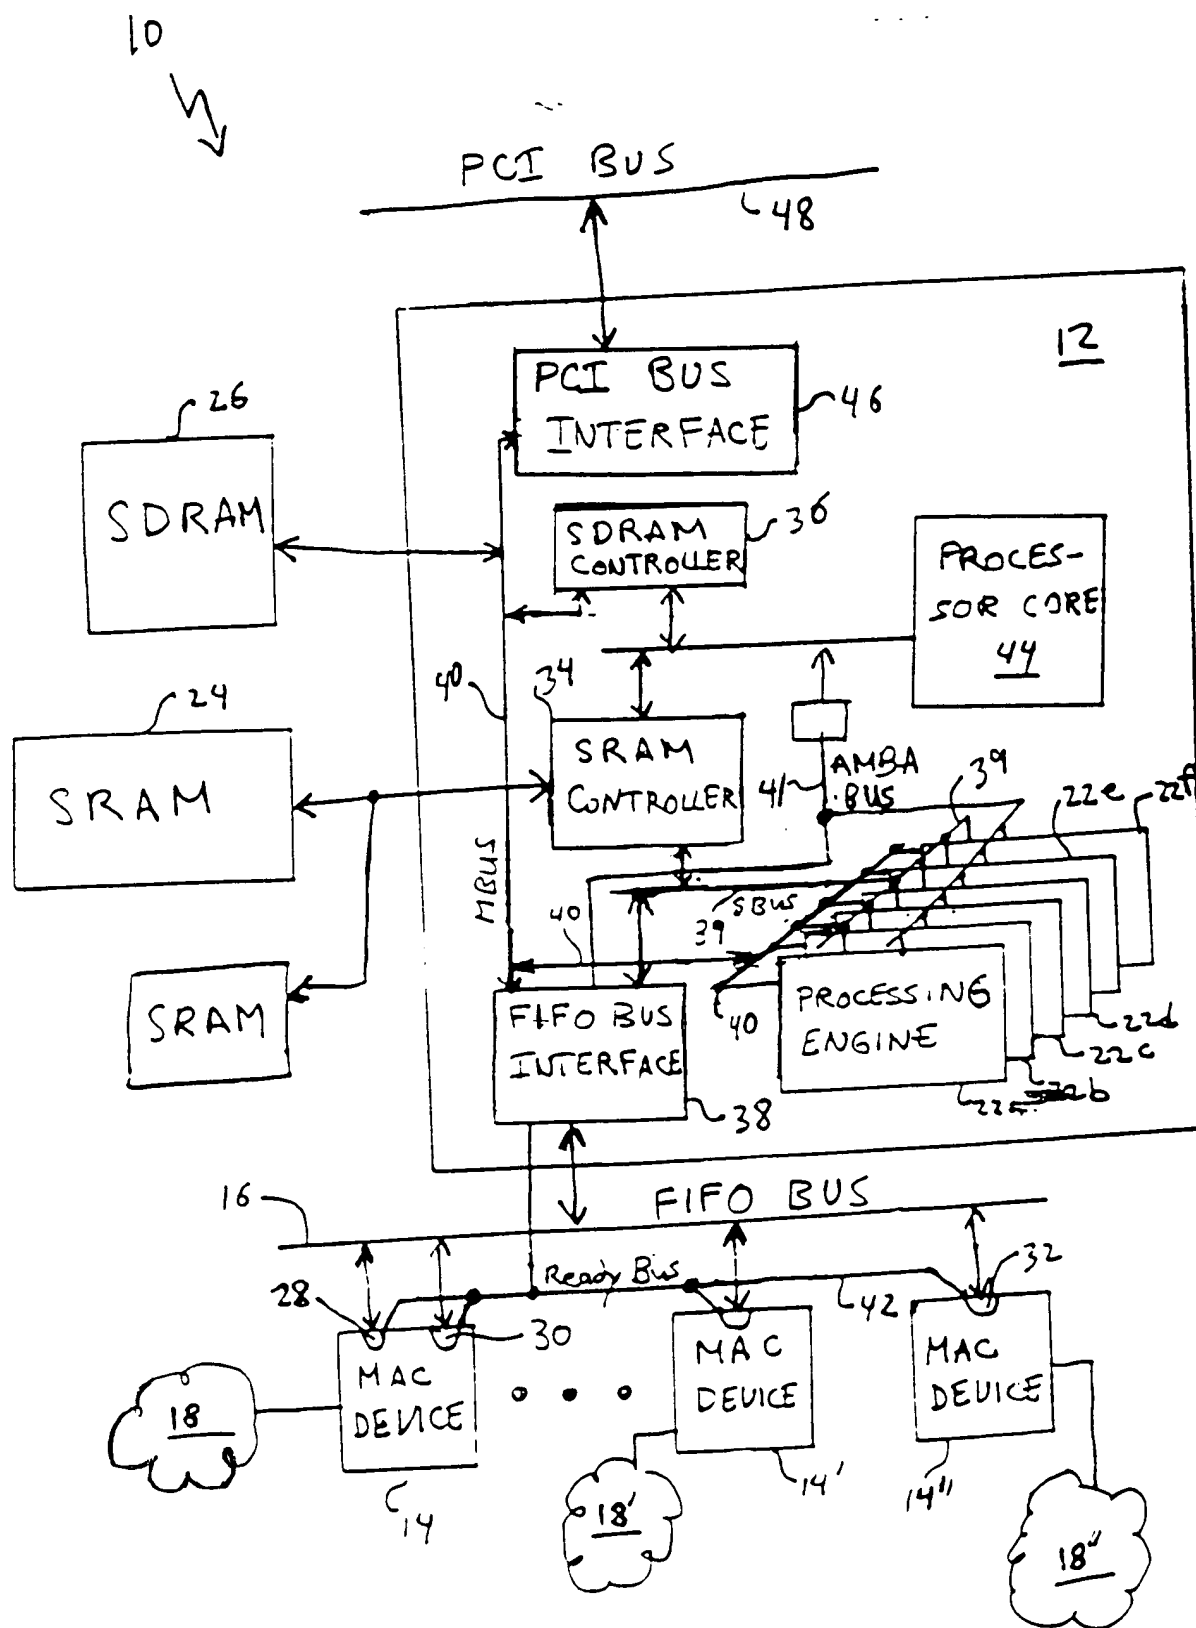 10
PCI BUS
48
12
PCI BUS
INTERFACE
46
26
SDRAM
SDRAM
CONTROLLER
36
PROCES-
SOR CORE
44
40
34
24
SRAM
SRAM
CONTROLLER
41
AMBA
BUS
39
22e
22f
MBUS
SBUS
39
40
SRAM
FIFO BUS
INTERFACE
38
40
PROCESSING
ENGINE
22d
22c
22b
22a
16
FIFO BUS
Ready Bus
28
30
32
42
MAC
DEVICE
MAC
DEVICE
MAC
DEVICE
18
14
14'
14"
18'
18"